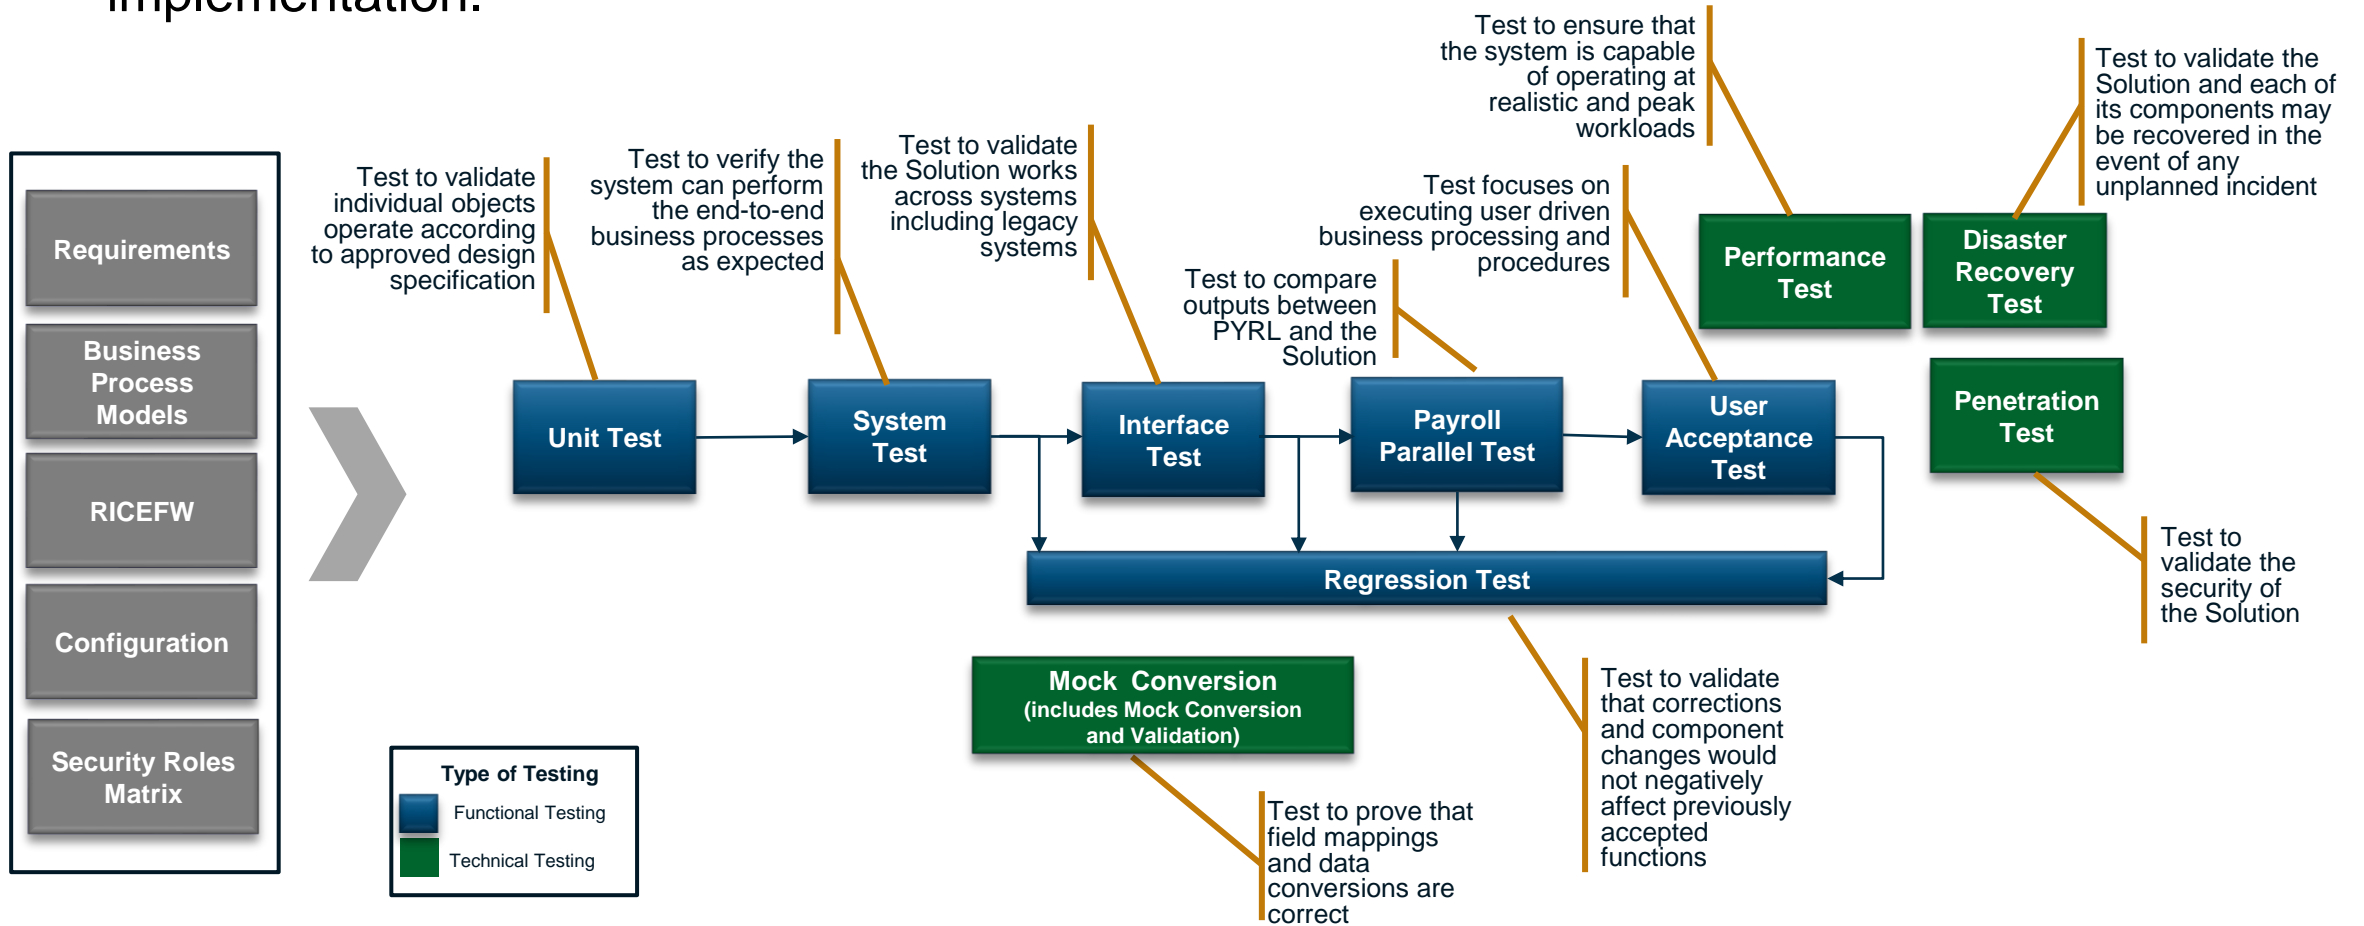 implementation.
Requirements
Business
Process
Models
RICEFW
Configuration
Security Roles
Matrix
Test to validate
individual objects
operate according
to approved design
specification
Test to verify the
system can perform
the end-to-end
business processes
as expected
Test to validate
the Solution works
across systems
including legacy
systems
Test to compare
outputs between
PYRL and the
Solution
Test focuses on
executing user driven
business processing and
procedures
Test to ensure that
the system is capable
of operating at
realistic and peak
workloads
Test to validate the
Solution and each of
its components may
be recovered in the
event of any
unplanned incident
Performance
Test
Disaster
Recovery
Test
Penetration
Test
Test to
validate the
security of
the Solution
Unit Test
System
Test
Interface
Test
Payroll
Parallel Test
User
Acceptance
Test
Regression Test
Mock Conversion
(includes Mock Conversion
and Validation)
Test to prove that
field mappings
and data
conversions are
correct
Test to validate
that corrections
and component
changes would
not negatively
affect previously
accepted
functions
Type of Testing
Functional Testing
Technical Testing